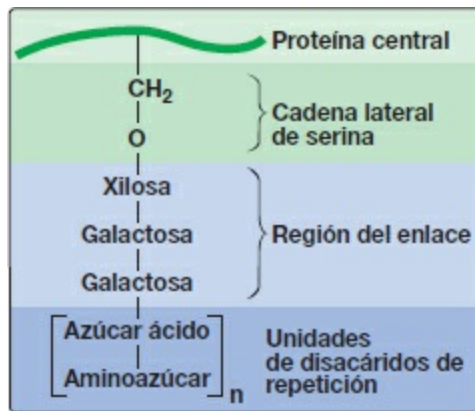 Proteína central
CH2
O
Cadena lateral
de serina
Xilosa
Galactosa
Galactosa
Región del enlace
Azúcar ácido
Aminoazúcar
n
Unidades
de disacáridos de
repetición